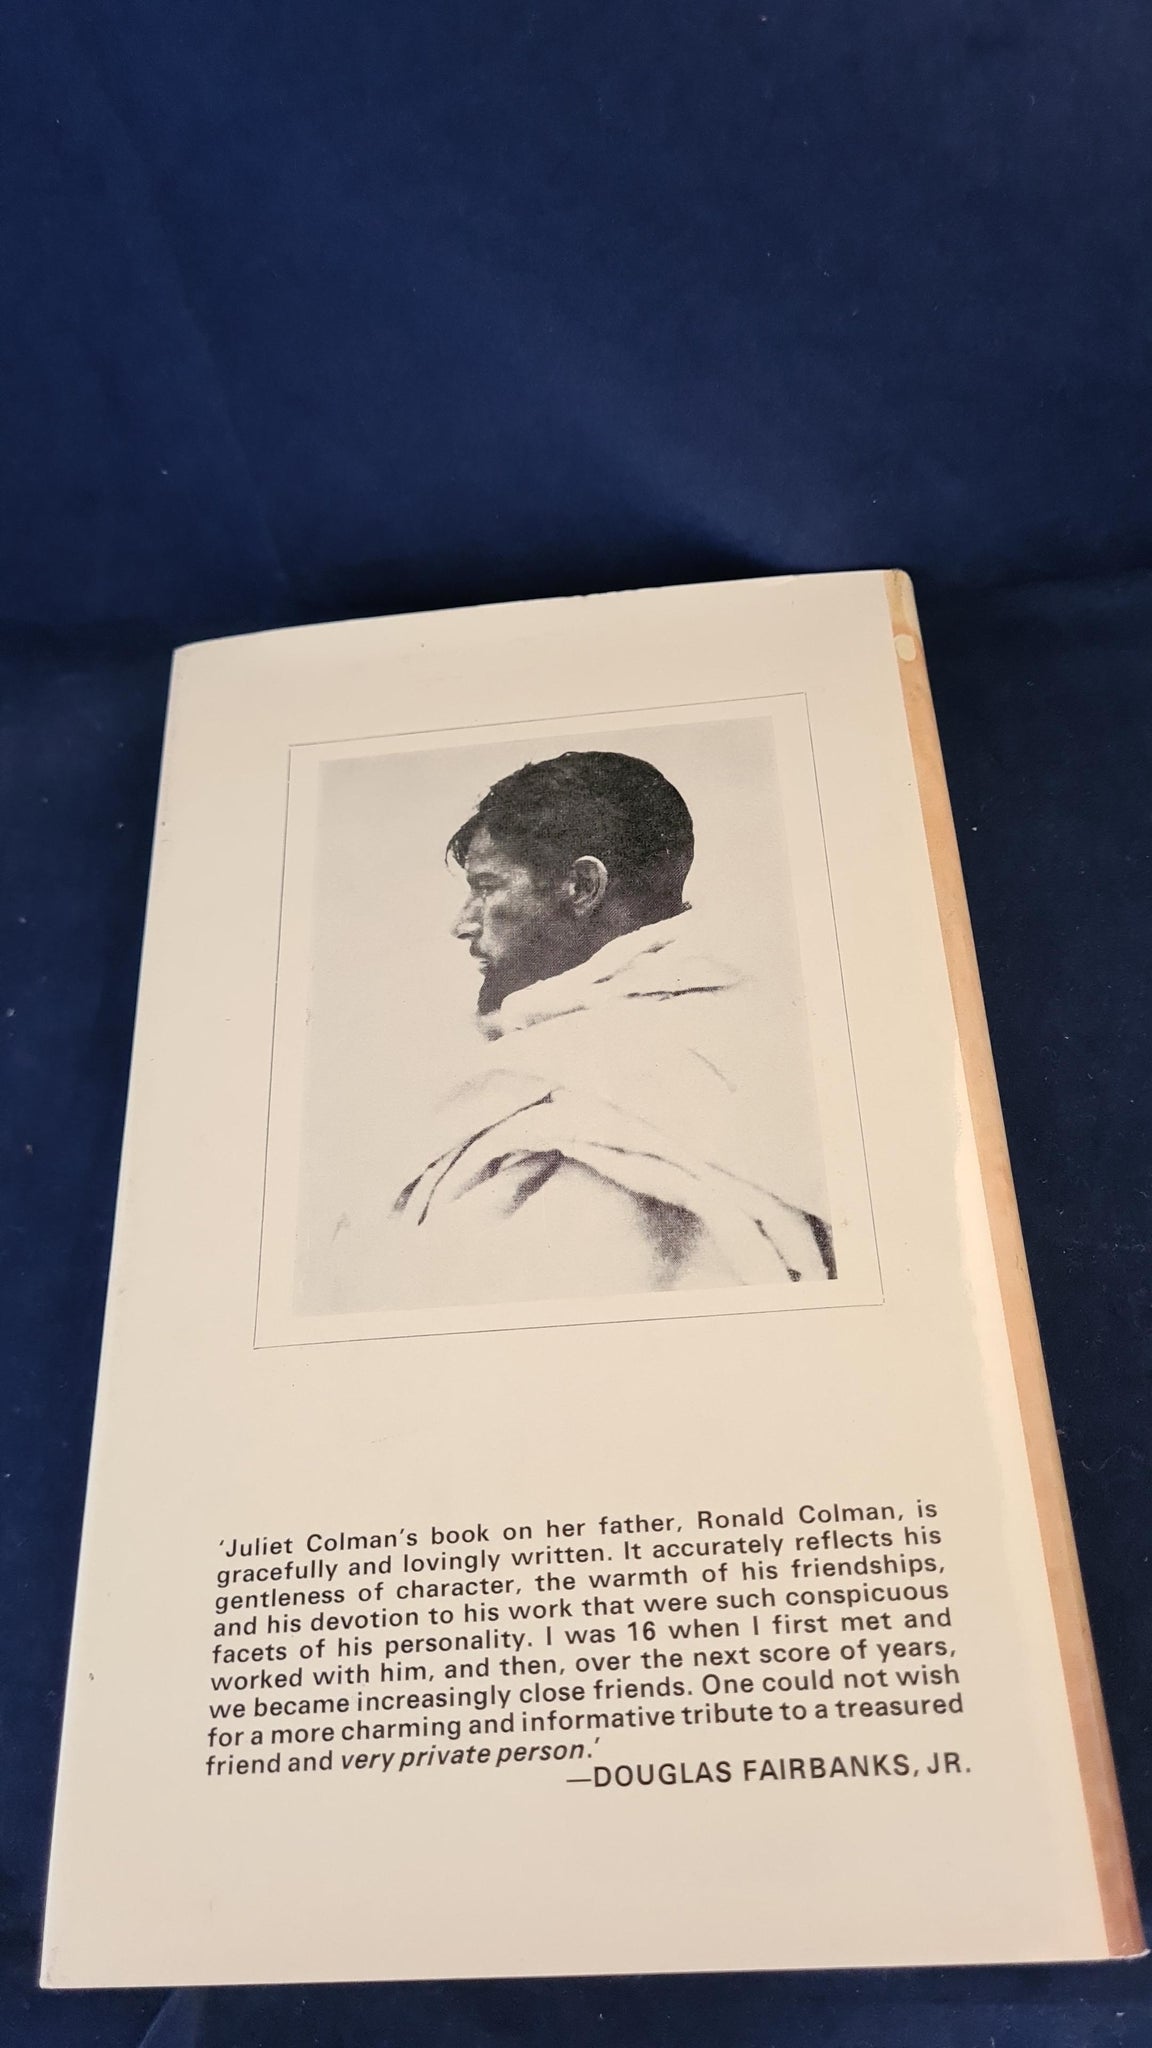 'Juliet Colman's book on her father, Ronald Colman, is
gracefully and lovingly written. It accurately reflects his
gentleness of character, the warmth of his friendships,
and his devotion to his work that were such conspicuous
facets of his personality. I was 16 when I first met and
worked with him, and then, over the next score of years,
we became increasingly close friends. One could not wish
for a more charming and informative tribute to a treasured
friend and very private person.'
—DOUGLAS FAIRBANKS, JR.